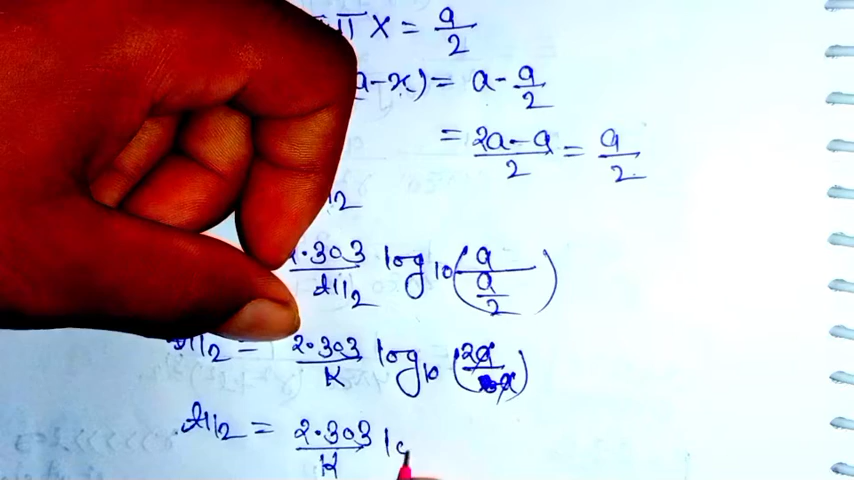 x = a/2
(a-x) = a - a/2
= (2a-a)/2 = a/2
2.303/t1/2 log10 (a/(a/2))
t1/2 = 2.303/K log10 (2a/a)
t1/2 = 2.303/K lo